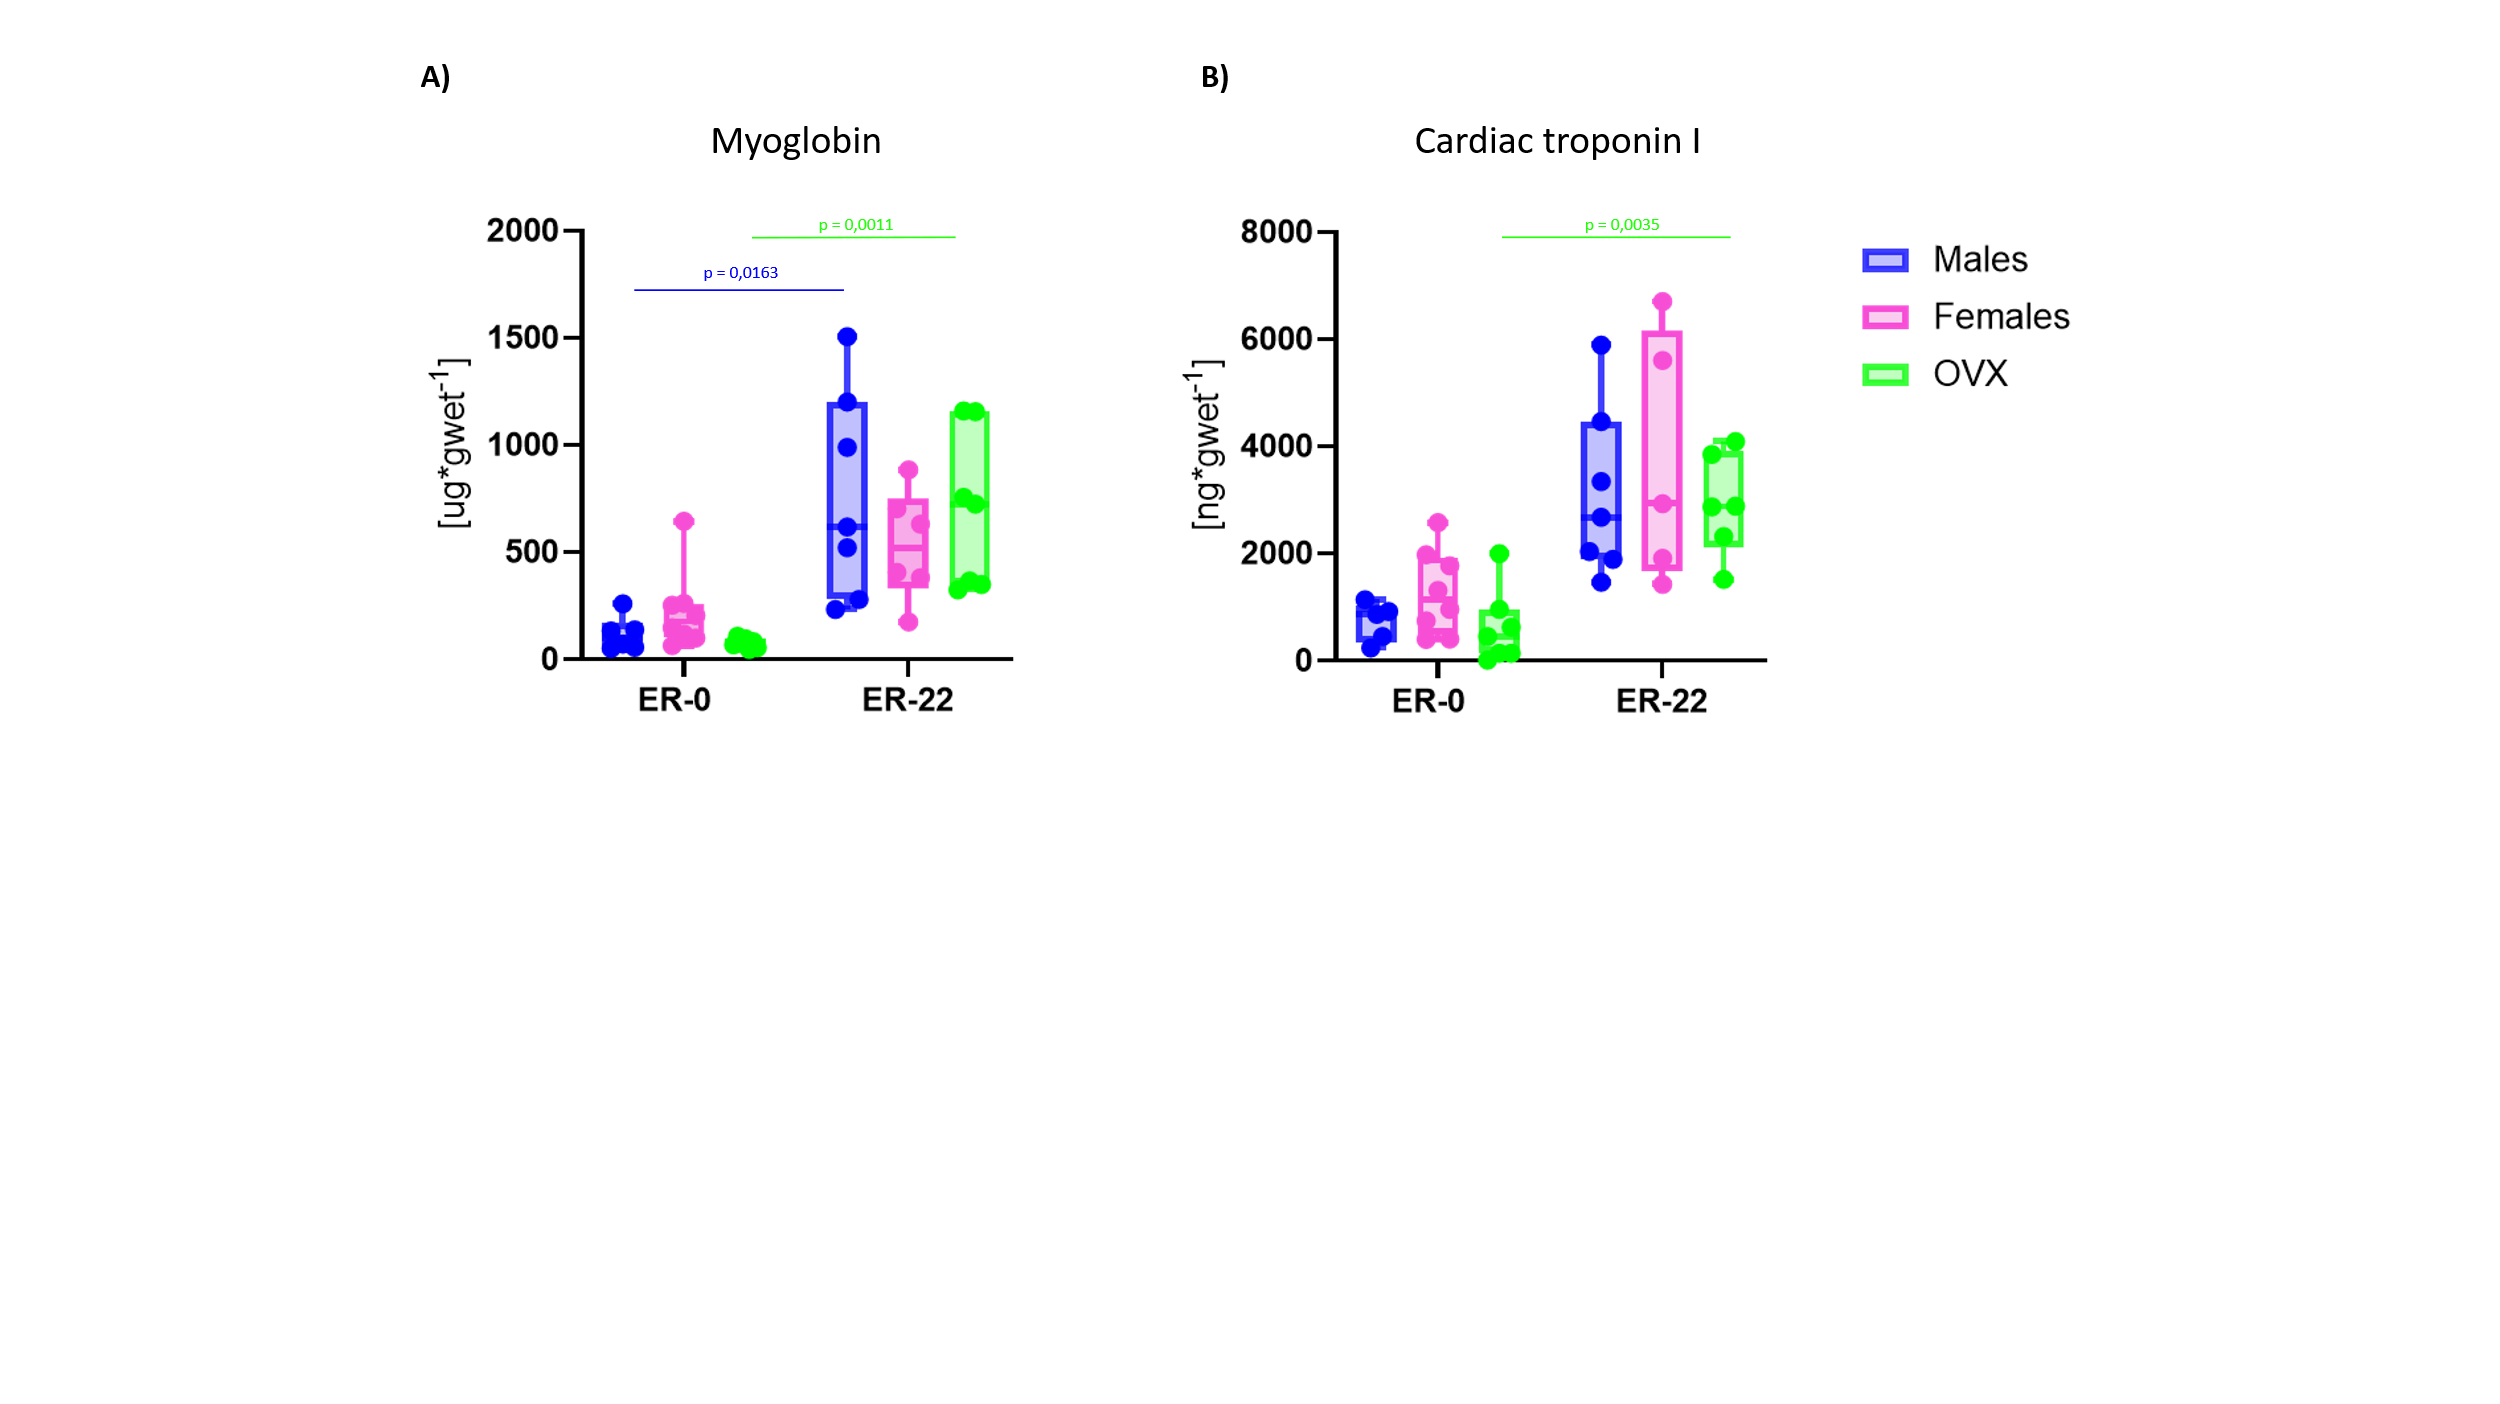 A)
B)
Myoglobin
Cardiac troponin I
2000
1500
1000
500
0
[ug*gwet-1]
p = 0,0011
p = 0,0163
ER-0
ER-22
8000
6000
4000
2000
0
[ng*gwet-1]
p = 0,0035
ER-0
ER-22
Males
Females
OVX